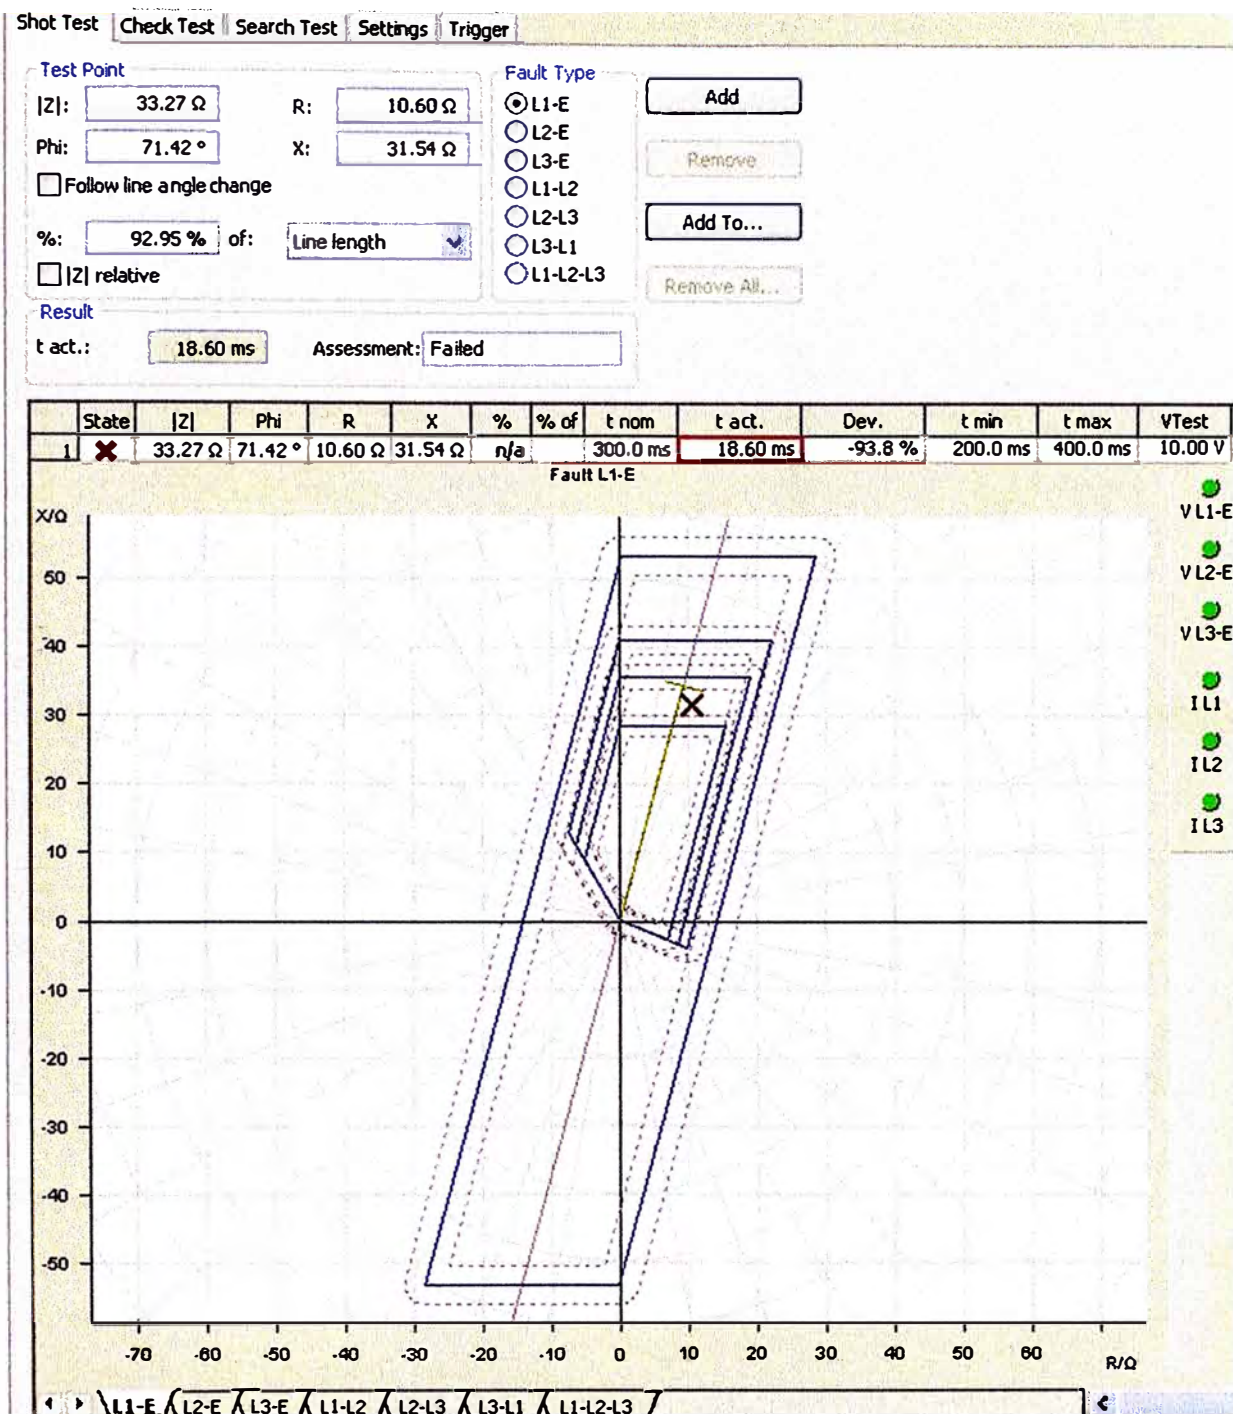 Shot Test Check Test Search Test Settings Trigger
Test Point
|Z|: 33.27 Ω R: 10.60 Ω
Phi: 71.42 ° X: 31.54 Ω
Follow line angle change
%: 92.95 % of: Line length
|Z| relative
Fault Type
L1-E
L2-E
L3-E
L1-L2
L2-L3
L3-L1
L1-L2-L3
Add
Remove
Add To...
Remove All...
Result
t act.: 18.60 ms Assessment: Failed
State |Z| Phi R X % % of t nom t act. Dev. t min t max VTest
1 33.27 Ω 71.42 ° 10.60 Ω 31.54 Ω n/a 300.0 ms 18.60 ms -93.8 % 200.0 ms 400.0 ms 10.00 V
Fault L1-E
X/Ω
50
40
30
20
10
0
-10
-20
-30
-40
-50
-70 -60 -50 -40 -30 -20 -10 0 10 20 30 40 50 60
R/Ω
V L1-E
V L2-E
V L3-E
I L1
I L2
I L3
L1-E L2-E L3-E L1-L2 L2-L3 L3-L1 L1-L2-L3